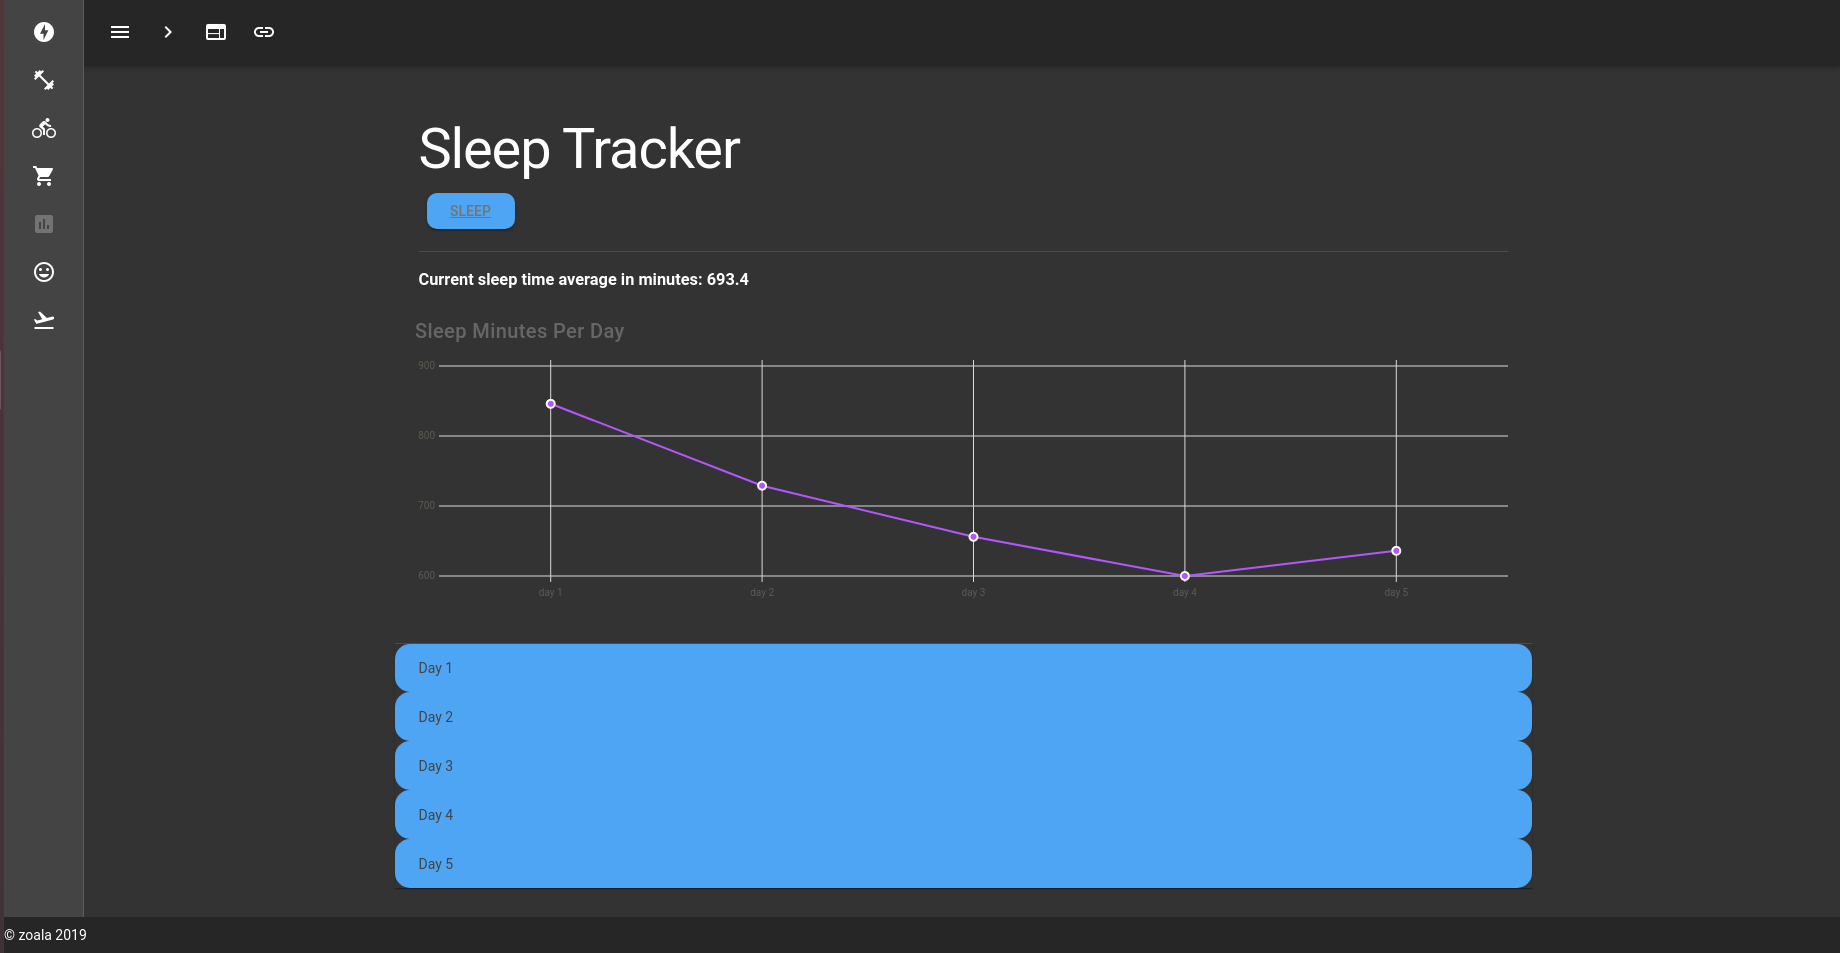 Sleep Tracker
SLEEP
Current sleep time average in minutes: 693.4
Sleep Minutes Per Day
900
800
700
600
day 1 day 2 day 3 day 4 day 5
Day 1
Day 2
Day 3
Day 4
Day 5
© zoala 2019